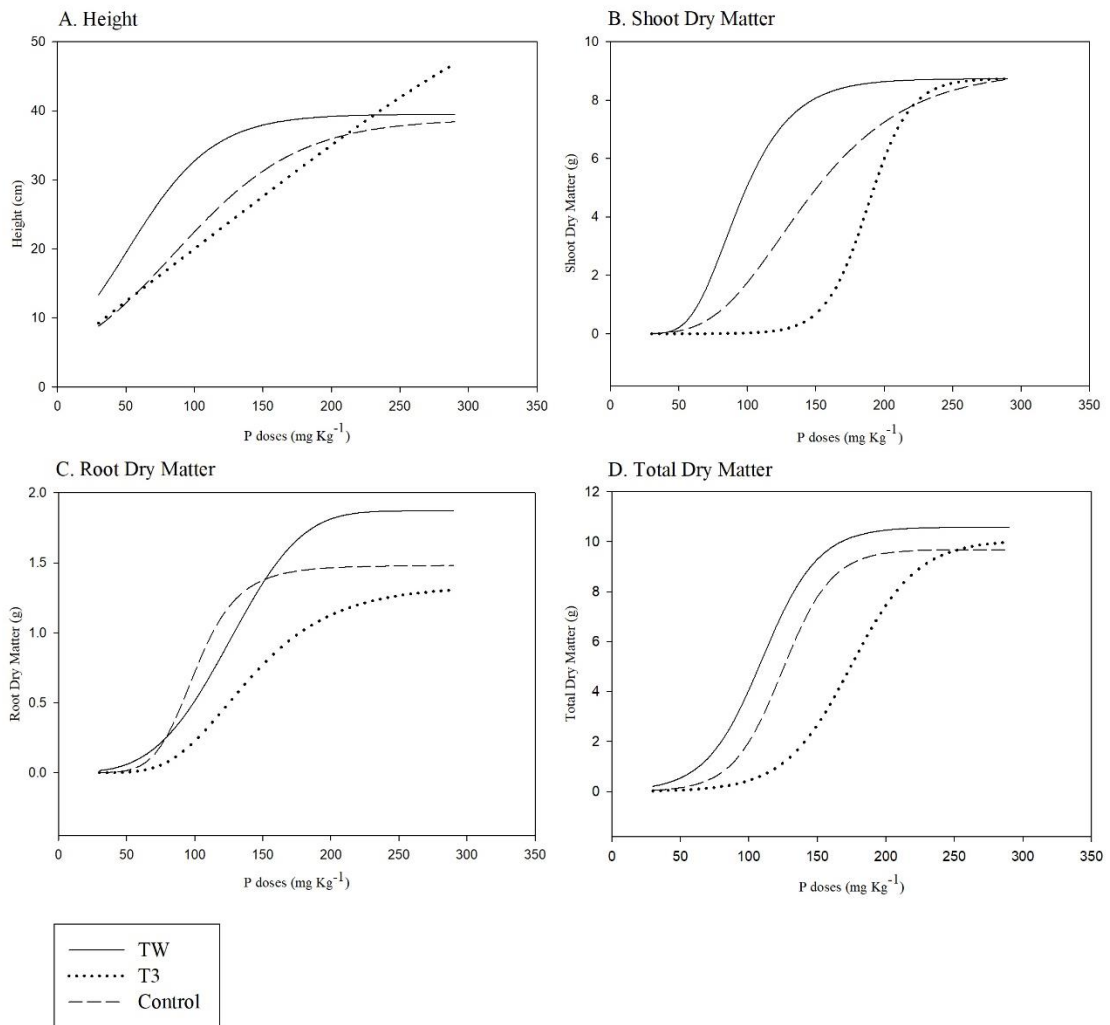 A. Height
50
40
30
20
10
0
Height (cm)
0 50 100 150 200 250 300 350
P doses (mg Kg-1)
B. Shoot Dry Matter
10
8
6
4
2
0
Shoot Dry Matter (g)
0 50 100 150 200 250 300 350
P doses (mg Kg-1)
C. Root Dry Matter
2.0
1.5
1.0
0.5
0.0
Root Dry Matter (g)
0 50 100 150 200 250 300 350
P doses (mg Kg-1)
D. Total Dry Matter
12
10
8
6
4
2
0
Total Dry Matter (g)
0 50 100 150 200 250 300 350
P doses (mg Kg-1)
TW
T3
Control